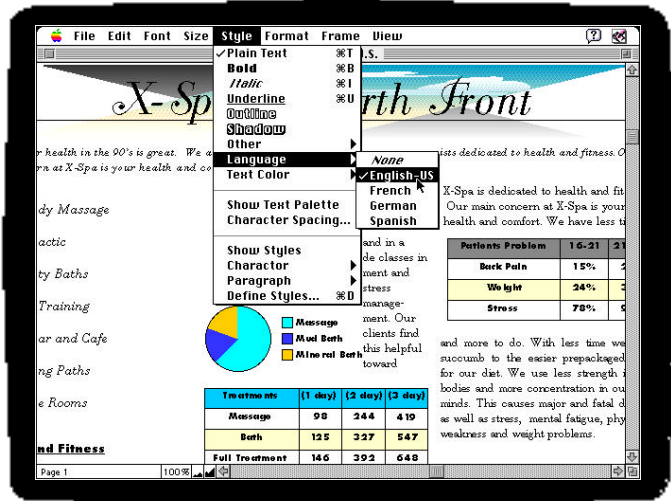 File Edit Font Size Style Format Frame View
.S.
X-Sp rth Front
✓Plain Text ⌘T
Bold ⌘B
Italic ⌘I
Underline ⌘U
Outline
Shadow
Other
Language
Text Color
Show Text Palette
Character Spacing...
Show Styles
Charactor
Paragraph
Define Styles... ⌘D
None
✓English-US
French
German
Spanish
r health in the 90's is great. We a
rn at X-Spa is your health and co
ists dedicated to health and fitness. O
dy Massage
actic
ty Baths
Training
ar and Cafe
ng Paths
e Rooms
nd Fitness
and in a
de classes in
ment and
stress
manage-
ment. Our
clients find
this helpful
toward
Massage
Mud Bath
Mineral Bath
Treatments (1 day) (2 day) (3 day)
Massage 98 244 419
Bath 125 327 547
Full Treatment 146 392 648
X-Spa is dedicated to health and fit
Our main concern at X-Spa is your
health and comfort. We have less ti
Patients Problem 16-21 21
Back Pain 15% 2
Weight 24% 3
Stress 78%
and more to do. With less time we
succumb to the easier prepackaged
for our diet. We use less strength i
bodies and more concentration in ou
minds. This causes major and fatal d
as well as stress, mental fatigue, phy
weakness and weight problems.
Page 1 100%